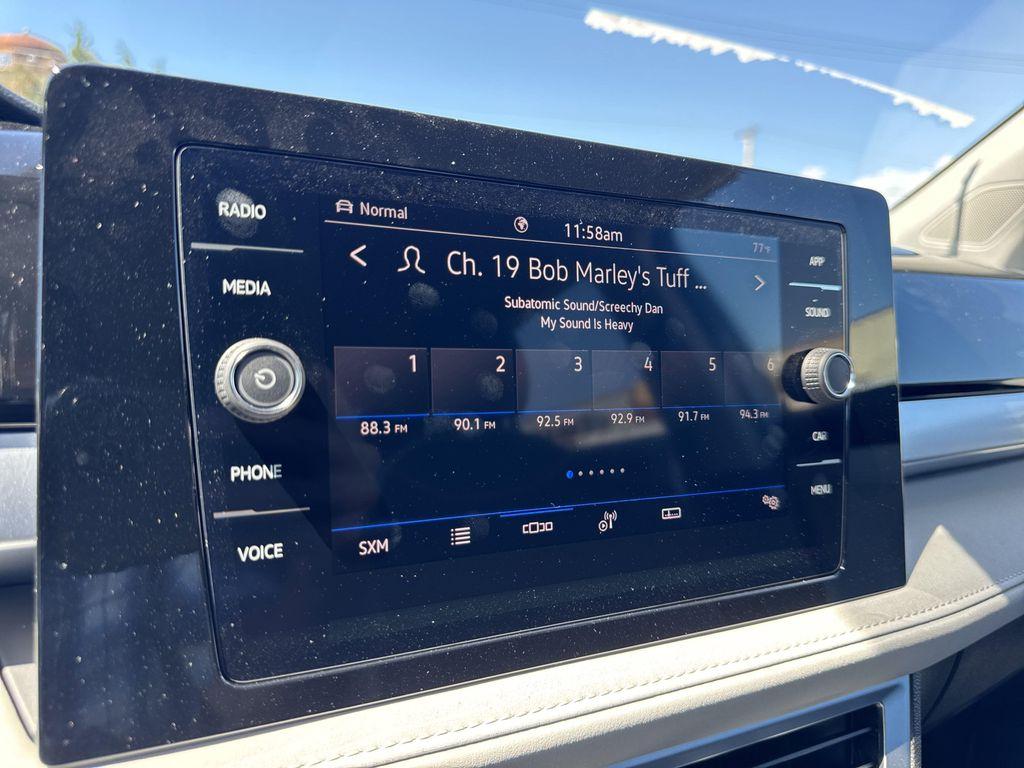 RADIO
MEDIA
PHONE
VOICE
Normal
11:58am
77°F
Ch. 19 Bob Marley's Tuff ...
Subatomic Sound/Screechy Dan
My Sound Is Heavy
1 2 3 4 5 6
88.3 FM 90.1 FM 92.5 FM 92.9 FM 91.7 FM 94.3 FM
SXM
APP
SOUND
CAR
MENU